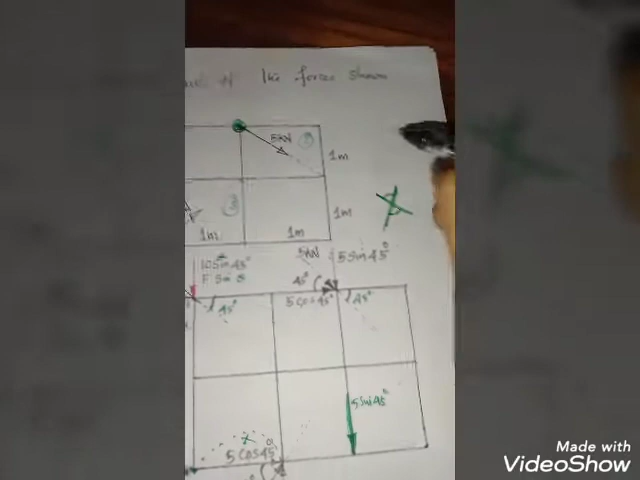 of the forces shown
5KN
1m
1m
1m
1m
5KN
5Sin45°
10Sin45°
F Sin θ
45°
5Cos45°
45°
45°
5Sin45°
5Cos45°
Made with
VideoShow